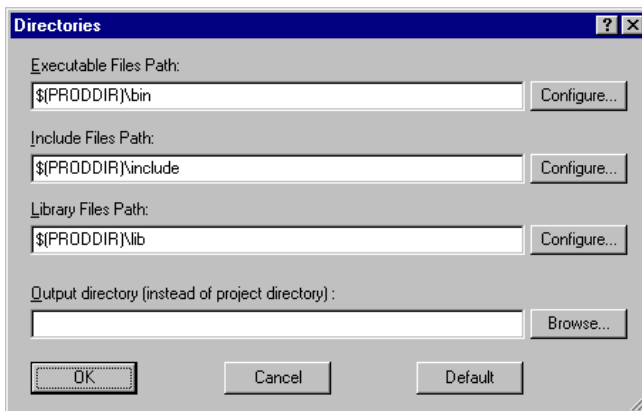 Directories
Executable Files Path:
$(PRODDIR)\bin
Configure...
Include Files Path:
$(PRODDIR)\include
Configure...
Library Files Path:
$(PRODDIR)\lib
Configure...
Output directory (instead of project directory) :
Browse...
OK
Cancel
Default